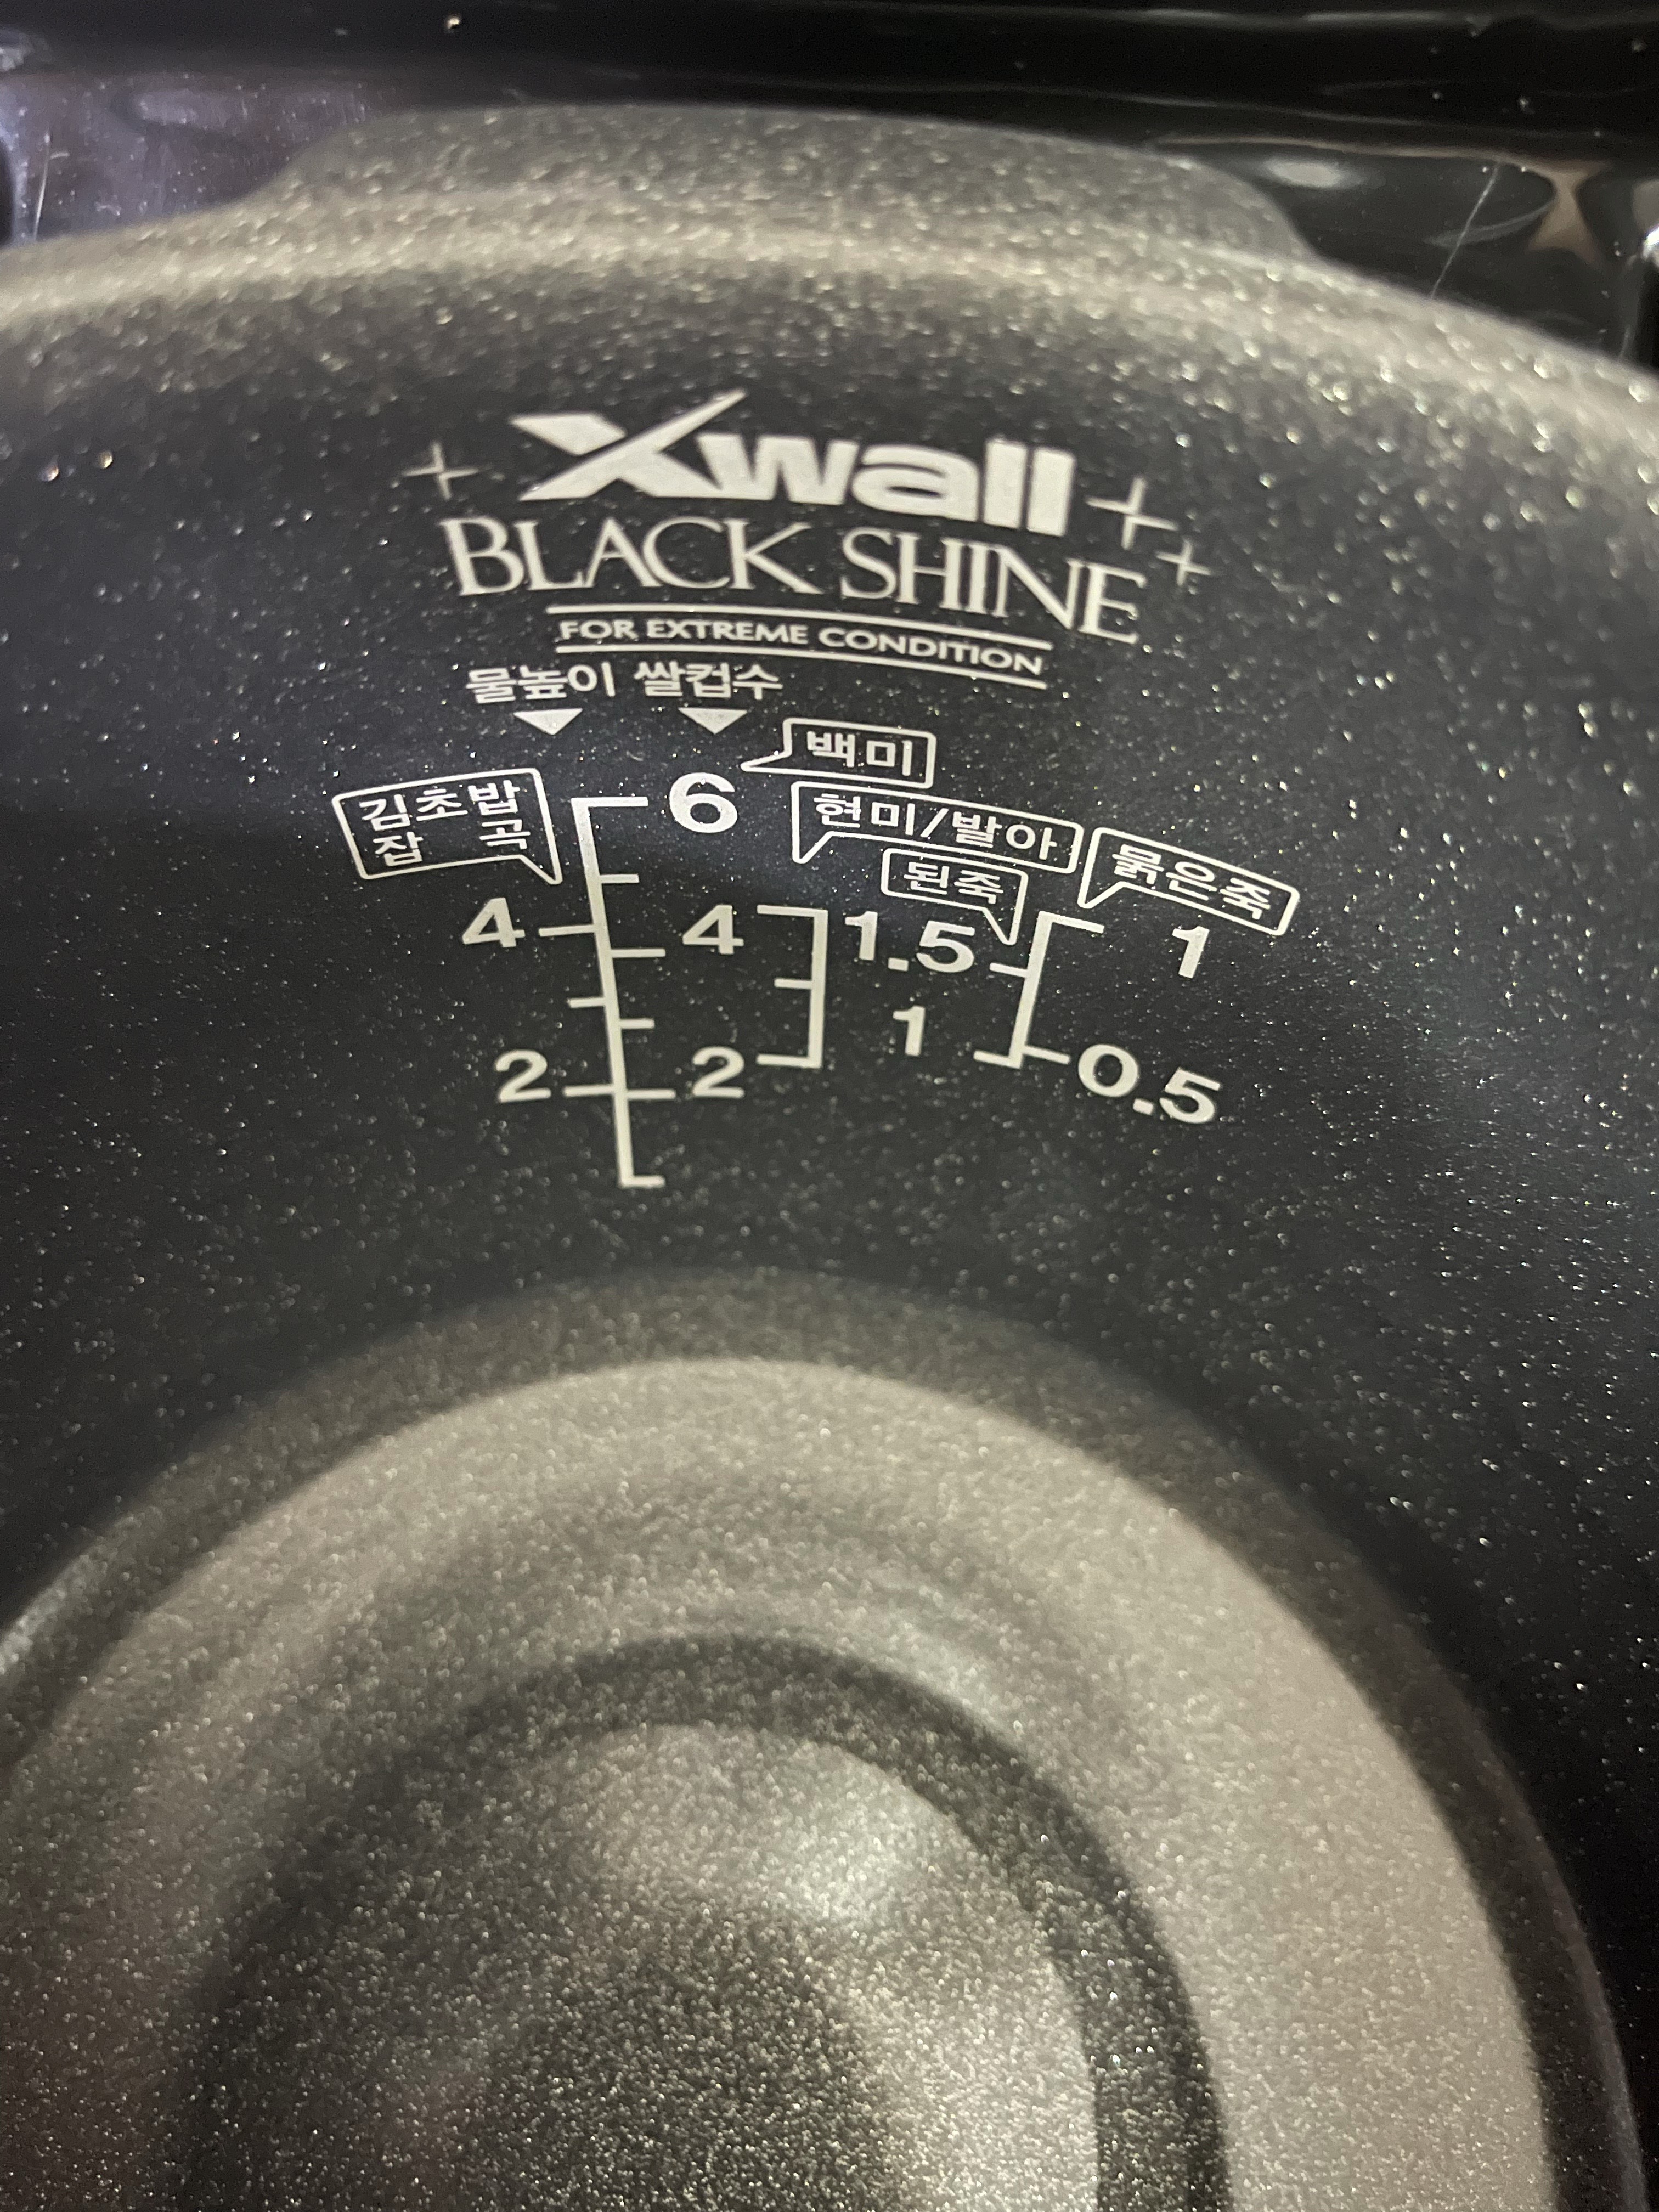 Xwall
BLACK SHINE
FOR EXTREME CONDITION
물높이 쌀컵수
백미
김초밥
잡 곡
6
현미/발아
묽은죽
된죽
4
4
1.5
1
1
2
2
0.5